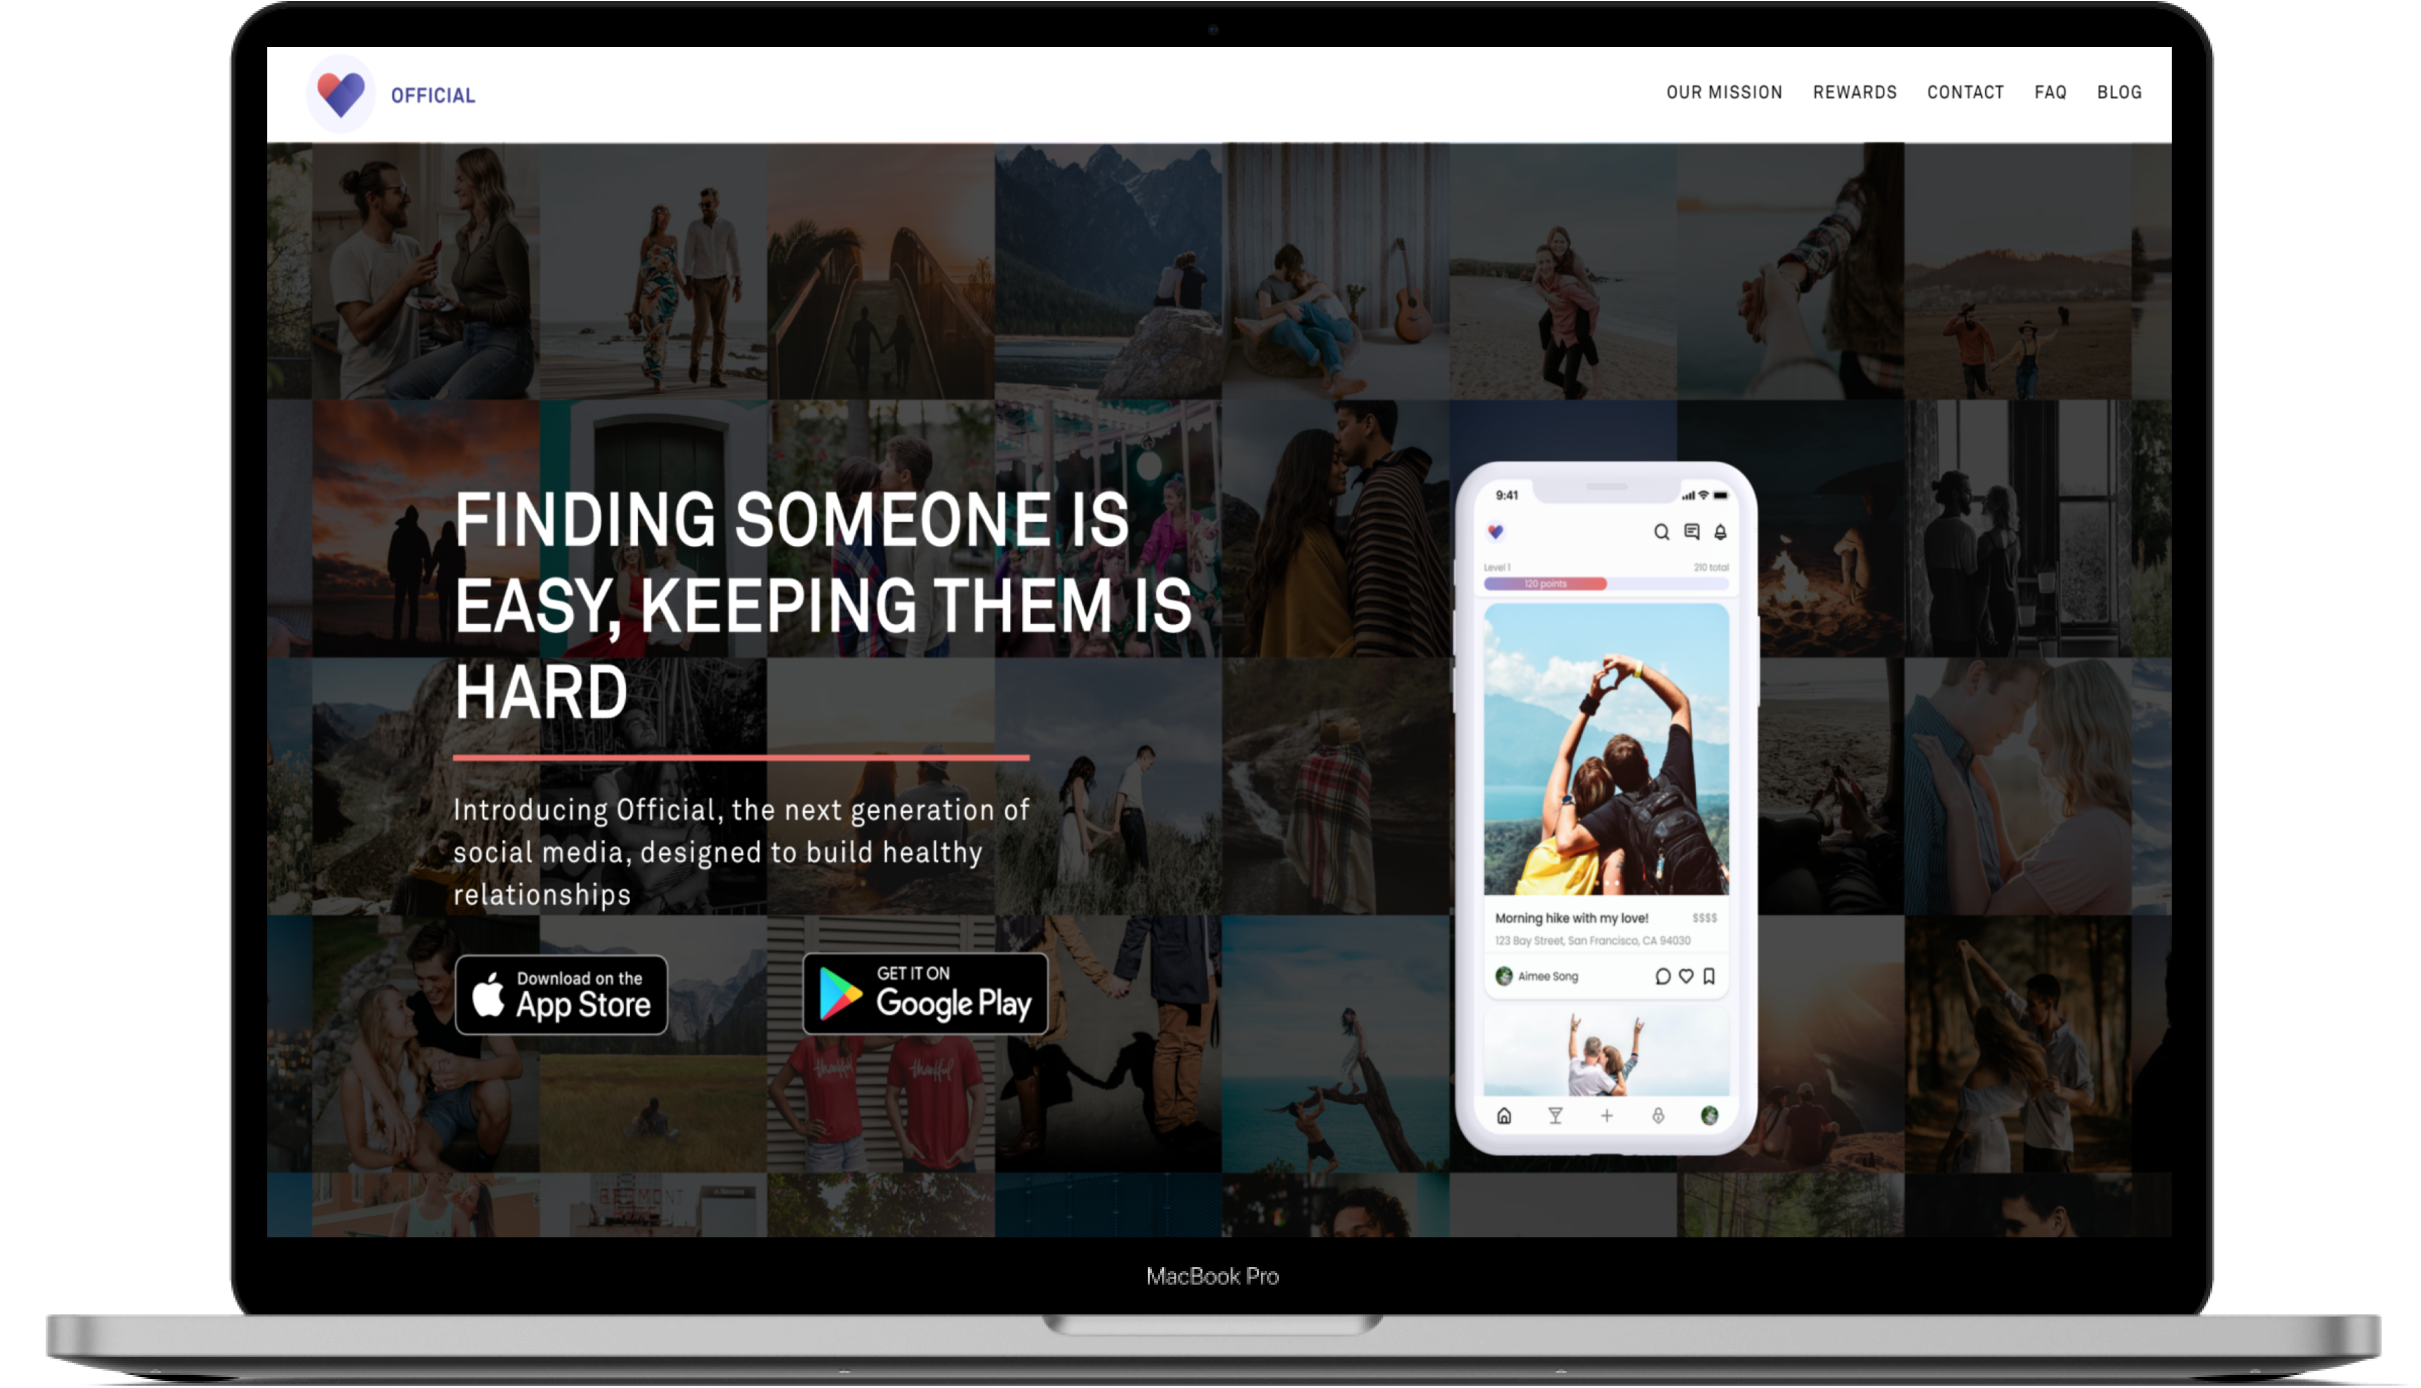 OFFICIAL
OUR MISSION REWARDS CONTACT FAQ BLOG
FINDING SOMEONE IS
EASY, KEEPING THEM IS
HARD
Introducing Official, the next generation of
social media, designed to build healthy
relationships
Download on the
App Store
GET IT ON
Google Play
9:41
Level 1 210 total
120 points
Morning hike with my love! $$$$
123 Bay Street, San Francisco, CA 94030
Aimee Song
thankful thankful
MacBook Pro